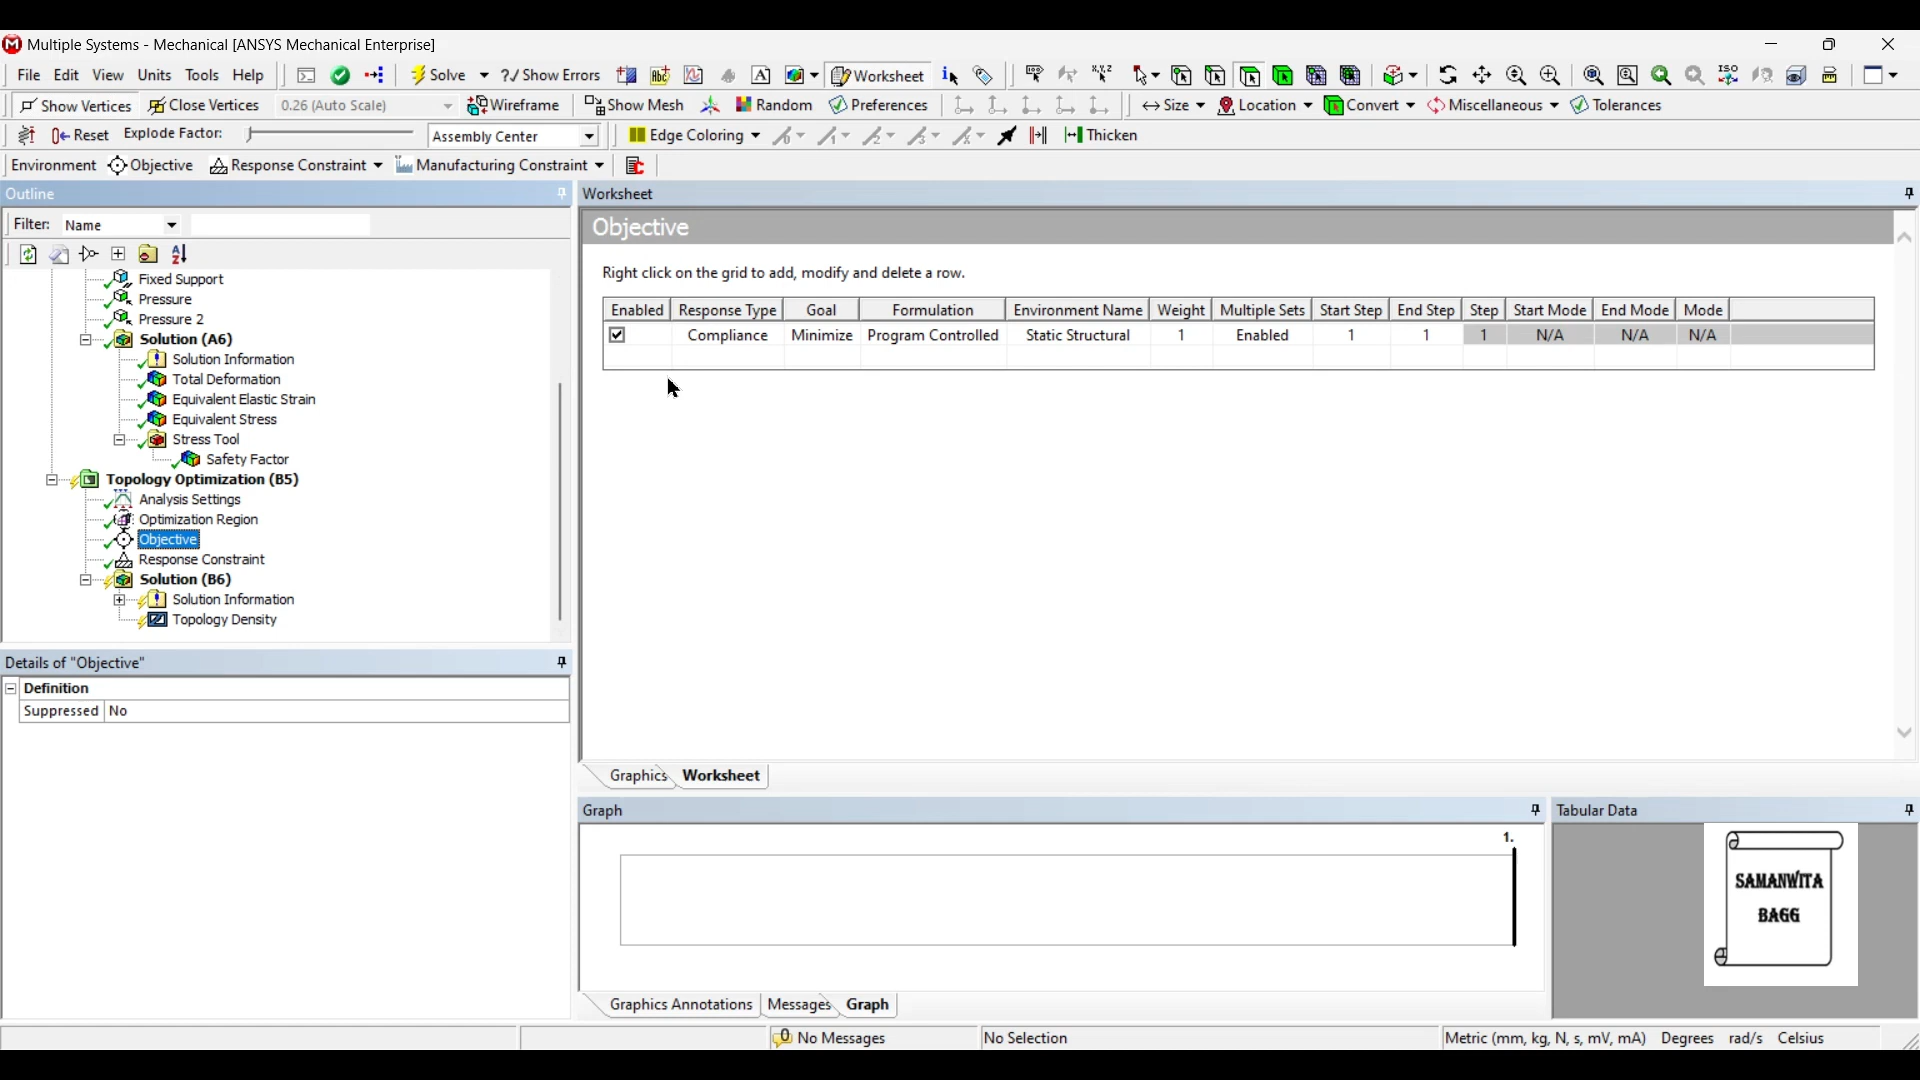 Multiple Systems - Mechanical [ANSYS Mechanical Enterprise]
File Edit View Units Tools Help Solve ?✓ Show Errors Worksheet
Show Vertices Close Vertices 0.26 (Auto Scale) Wireframe Show Mesh Random Preferences Size Location Convert Miscellaneous Tolerances
Reset Explode Factor: Assembly Center Edge Coloring Thicken
Environment Objective Response Constraint Manufacturing Constraint
Outline
Filter: Name
Fixed Support
Pressure
Pressure 2
Solution (A6)
Solution Information
Total Deformation
Equivalent Elastic Strain
Equivalent Stress
Stress Tool
Safety Factor
Topology Optimization (B5)
Analysis Settings
Optimization Region
Objective
Response Constraint
Solution (B6)
Solution Information
Topology Density
Details of "Objective"
Definition
Suppressed No
Worksheet
Objective
Right click on the grid to add, modify and delete a row.
Enabled Response Type Goal Formulation Environment Name Weight Multiple Sets Start Step End Step Step Start Mode End Mode Mode
Compliance Minimize Program Controlled Static Structural 1 Enabled 1 1 1 N/A N/A N/A
Graphics Worksheet
Graph
1.
Graphics Annotations Messages Graph
Tabular Data
SAMANWITA
BAGG
0 No Messages No Selection Metric (mm, kg, N, s, mV, mA) Degrees rad/s Celsius